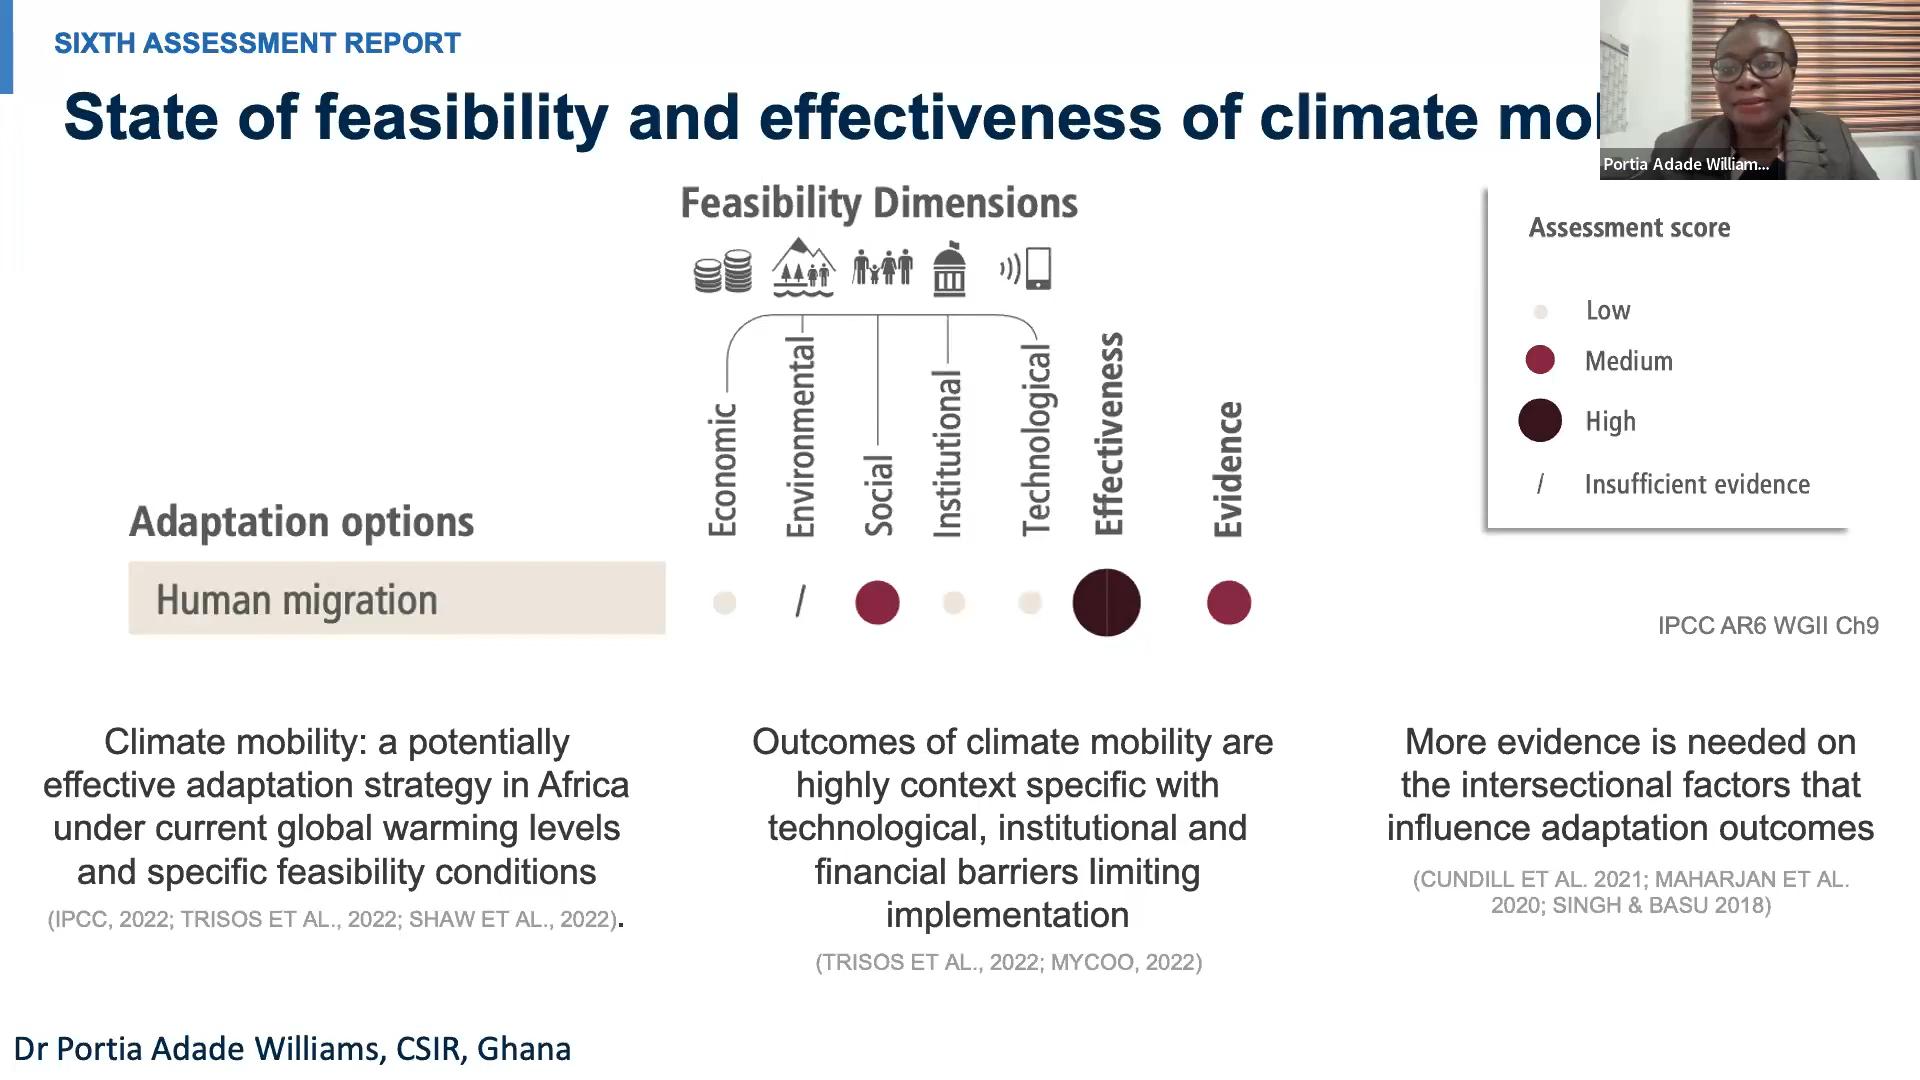 SIXTH ASSESSMENT REPORT
State of feasibility and effectiveness of climate
Portia Adade William...
Feasibility Dimensions
Assessment score
Low
Medium
High
/ Insufficient evidence
Economic
Environmental
Social
Institutional
Technological
Effectiveness
Evidence
Adaptation options
Human migration
/
IPCC AR6 WGII Ch9
Climate mobility: a potentially
effective adaptation strategy in Africa
under current global warming levels
and specific feasibility conditions
(IPCC, 2022; TRISOS ET AL., 2022; SHAW ET AL., 2022).
Outcomes of climate mobility are
highly context specific with
technological, institutional and
financial barriers limiting
implementation
(TRISOS ET AL., 2022; MYCOO, 2022)
More evidence is needed on
the intersectional factors that
influence adaptation outcomes
(CUNDILL ET AL. 2021; MAHARJAN ET AL.
2020; SINGH & BASU 2018)
Dr Portia Adade Williams, CSIR, Ghana